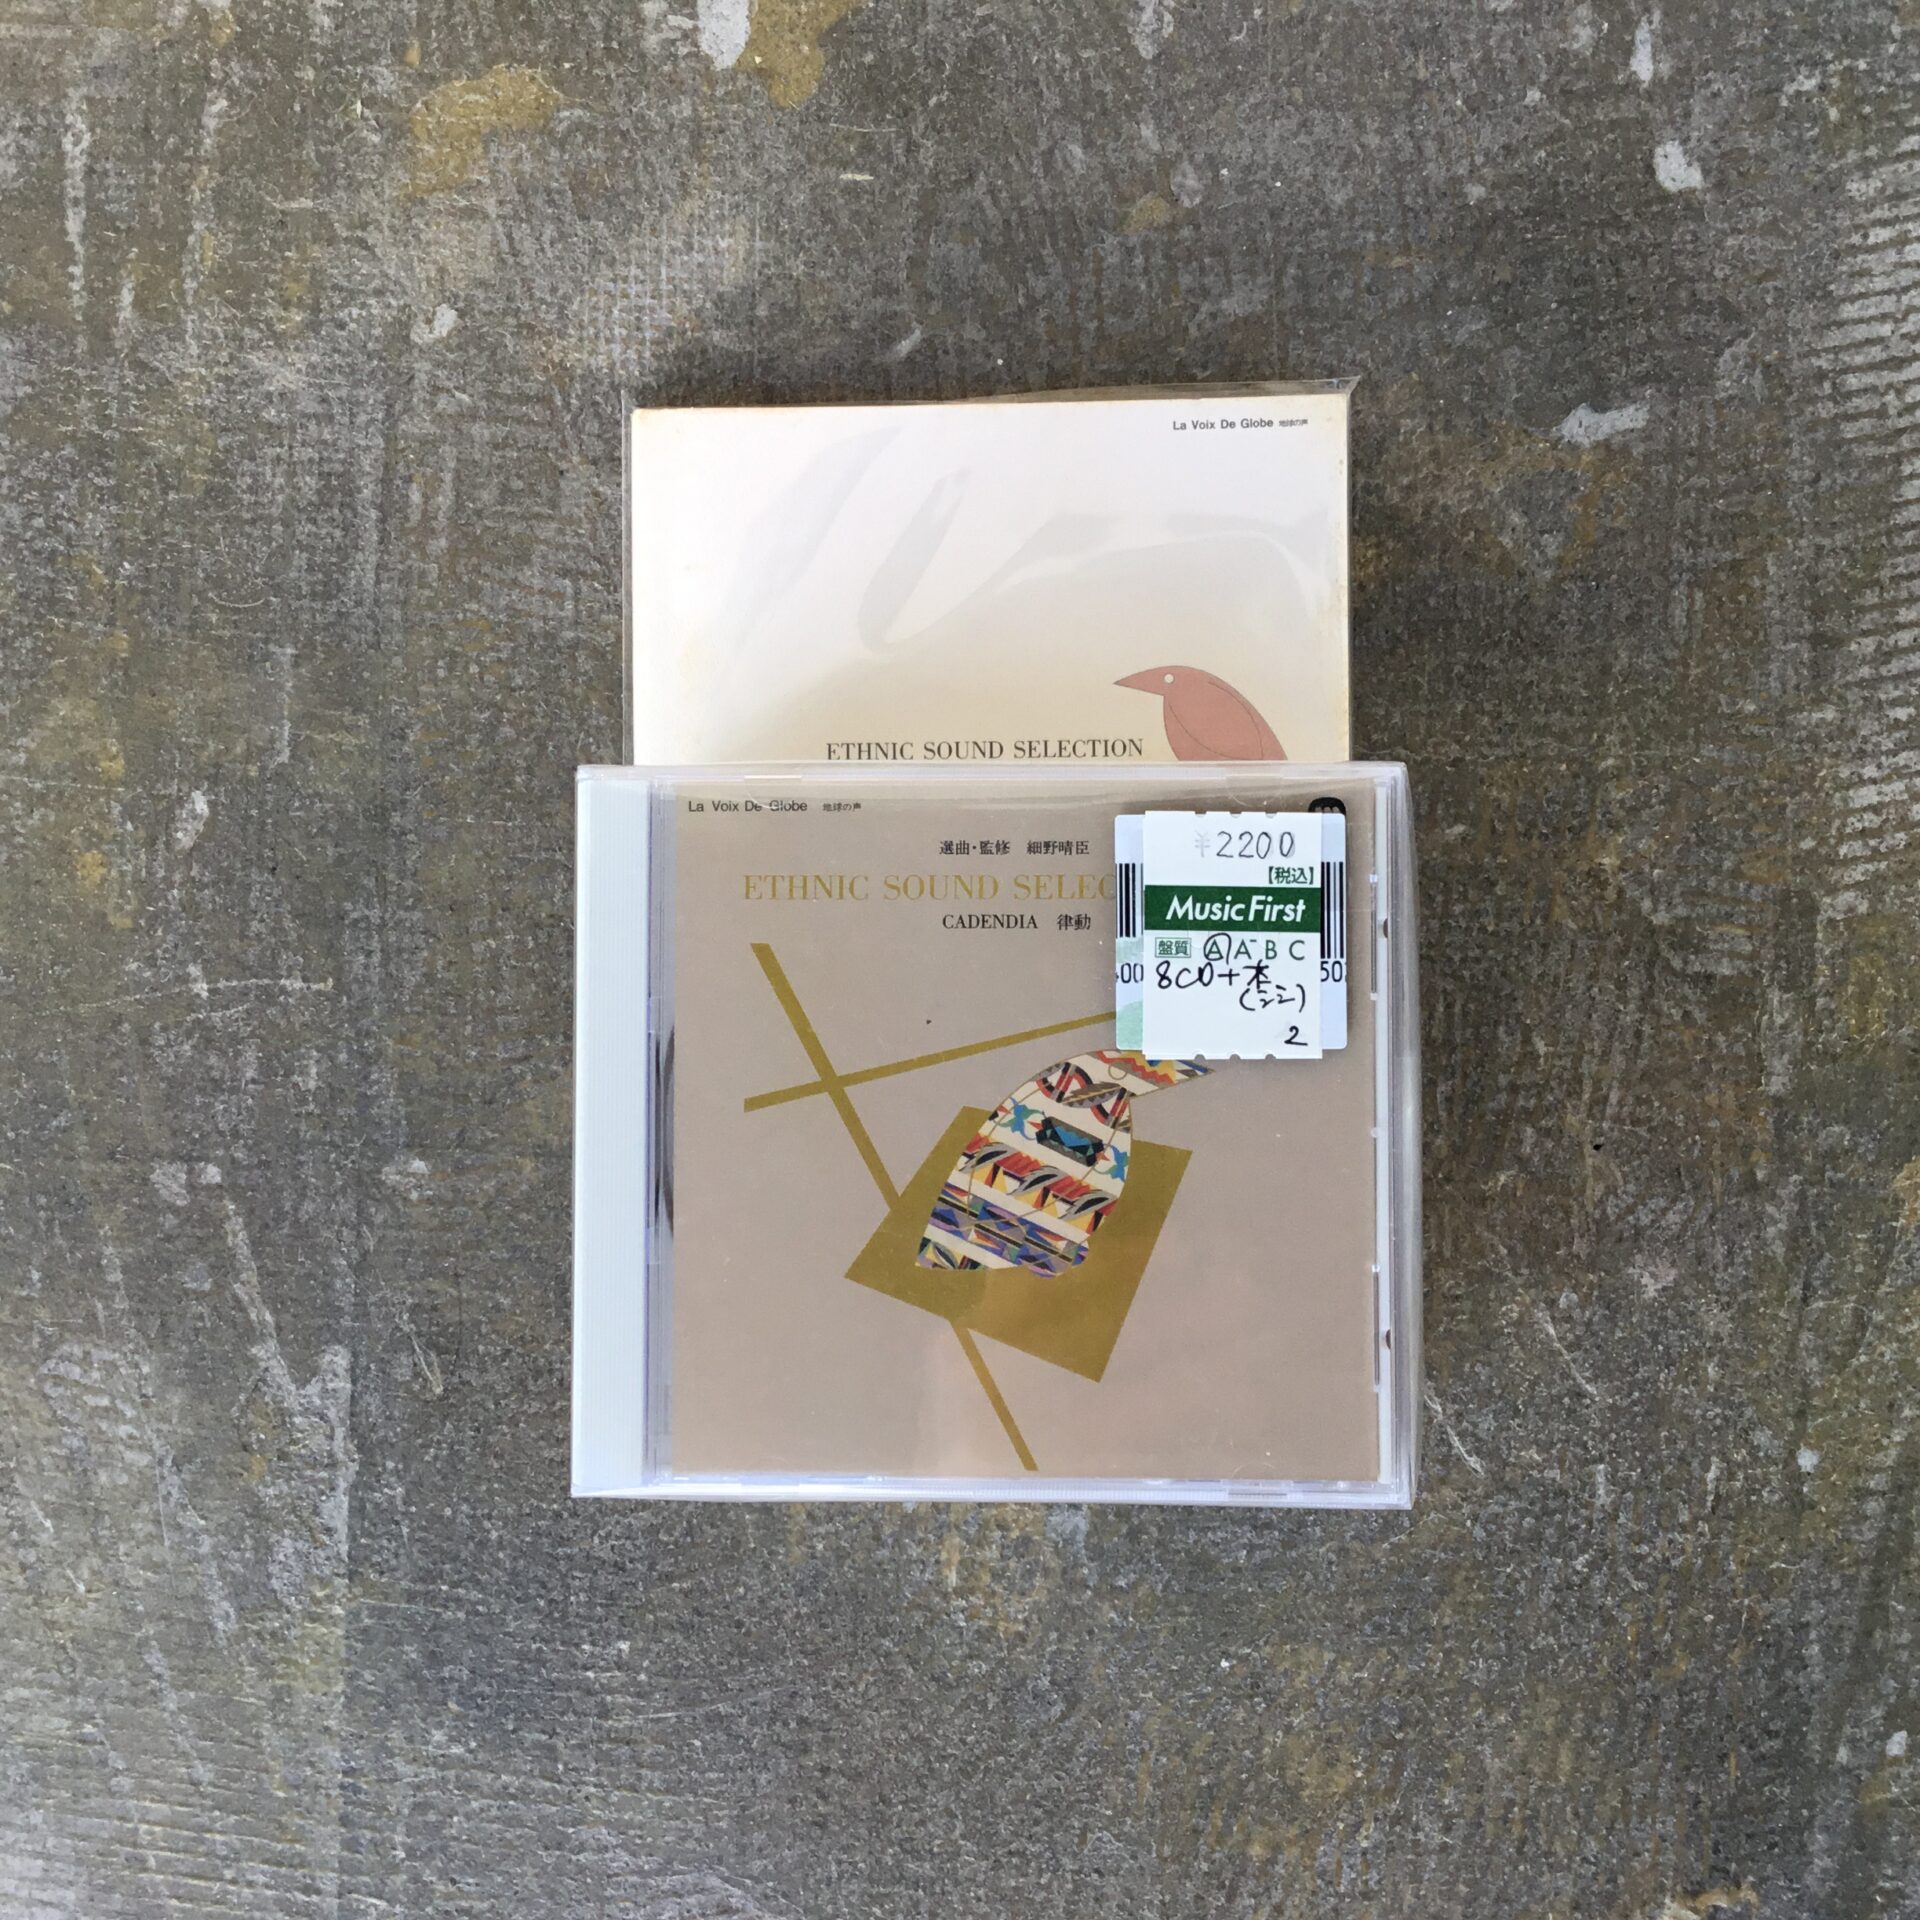 La Voix De Globe 地球の声
ETHNIC SOUND SELECTION
La Voix De Globe 地球の声
選曲・監修 細野晴臣
ETHNIC SOUND SELEC
CADENDIA 律動
¥2200
【税込】
Music First
盤質 A A- B C
8CD+本
(シミ)
2